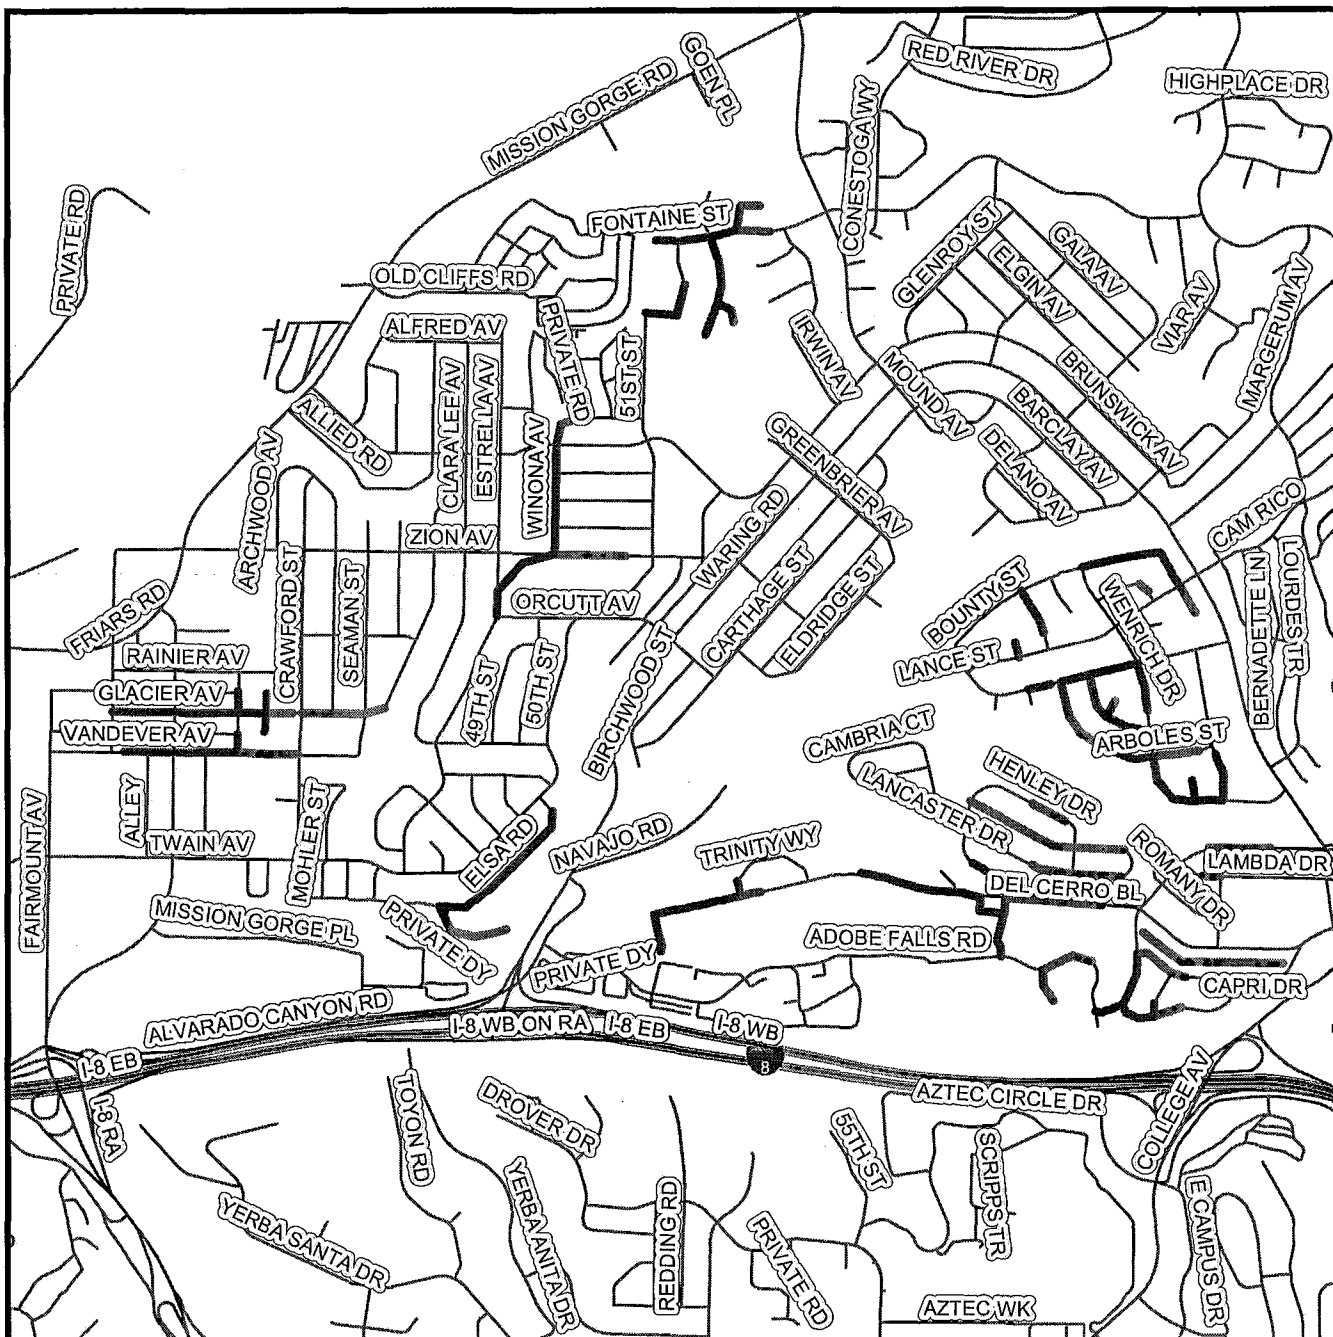 GOEN PL
RED RIVER DR
MISSION GORGE RD
HIGHPLACE DR
CONESTOGA WY
PRIVATE RD
FONTAINE ST
GLENROY ST
GAIVA AV
ELGIN AV
OLD CLIFFS RD
VIAR AV
MARGERUM AV
ALFRED AV
PRIVATE RD
51ST ST
IRWIN AV
CLARA LEE AV
ESTRELLA AV
MOUND AV
BRUNSWICK AV
BARCLAY AV
ALLIED RD
WINONA AV
GREENBRIER AV
DELANO AV
ARCHWOOD AV
ZION AV
WARING RD
CAM RICO
CRAWFORD ST
SEAMAN ST
ORCUTT AV
CARTHAGE ST
ELDRIDGE ST
BOUNTY ST
WENRICH DR
BERNADETTE LN
LOURDES TR
FRIARS RD
RAINIER AV
LANCE ST
GLACIER AV
49TH ST
50TH ST
BIRCHWOOD ST
VANDEVER AV
CAMBRIA CT
ARBOLES ST
HENLEY DR
LANCASTER DR
FAIRMOUNT AV
ALLEY
TWAIN AV
MOHLER ST
ELSA RD
NAVAJO RD
TRINITY WY
ROMANY DR
LAMBDA DR
DEL CERRO BL
MISSION GORGE PL
PRIVATE DY
PRIVATE DY
ADOBE FALLS RD
CAPRI DR
ALVARADO CANYON RD
I-8 WB ON RA
I-8 EB
I-8 WB
I-8 EB
8
I-8 RA
TOYON RD
DROVER DR
AZTEC CIRCLE DR
COLLEGE AV
55TH ST
SCRIPPS TR
YERBA SANTA DR
YERBA ANITA DR
REDDING RD
PRIVATE RD
E CAMPUS DR
AZTEC WK